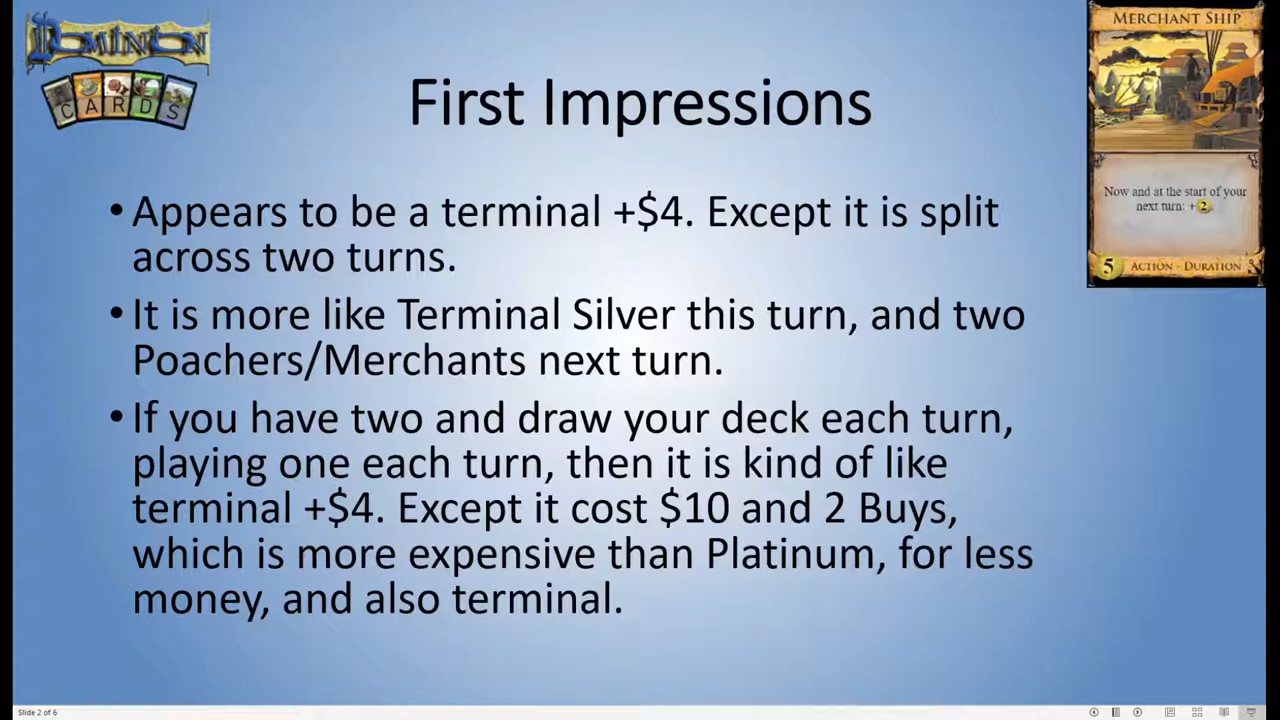 DOMINION
CARDS
MERCHANT SHIP
Now and at the start of your
next turn: +2.
5 ACTION - DURATION
First Impressions
• Appears to be a terminal +$4. Except it is split
across two turns.
• It is more like Terminal Silver this turn, and two
Poachers/Merchants next turn.
• If you have two and draw your deck each turn,
playing one each turn, then it is kind of like
terminal +$4. Except it cost $10 and 2 Buys,
which is more expensive than Platinum, for less
money, and also terminal.
Slide 2 of 6